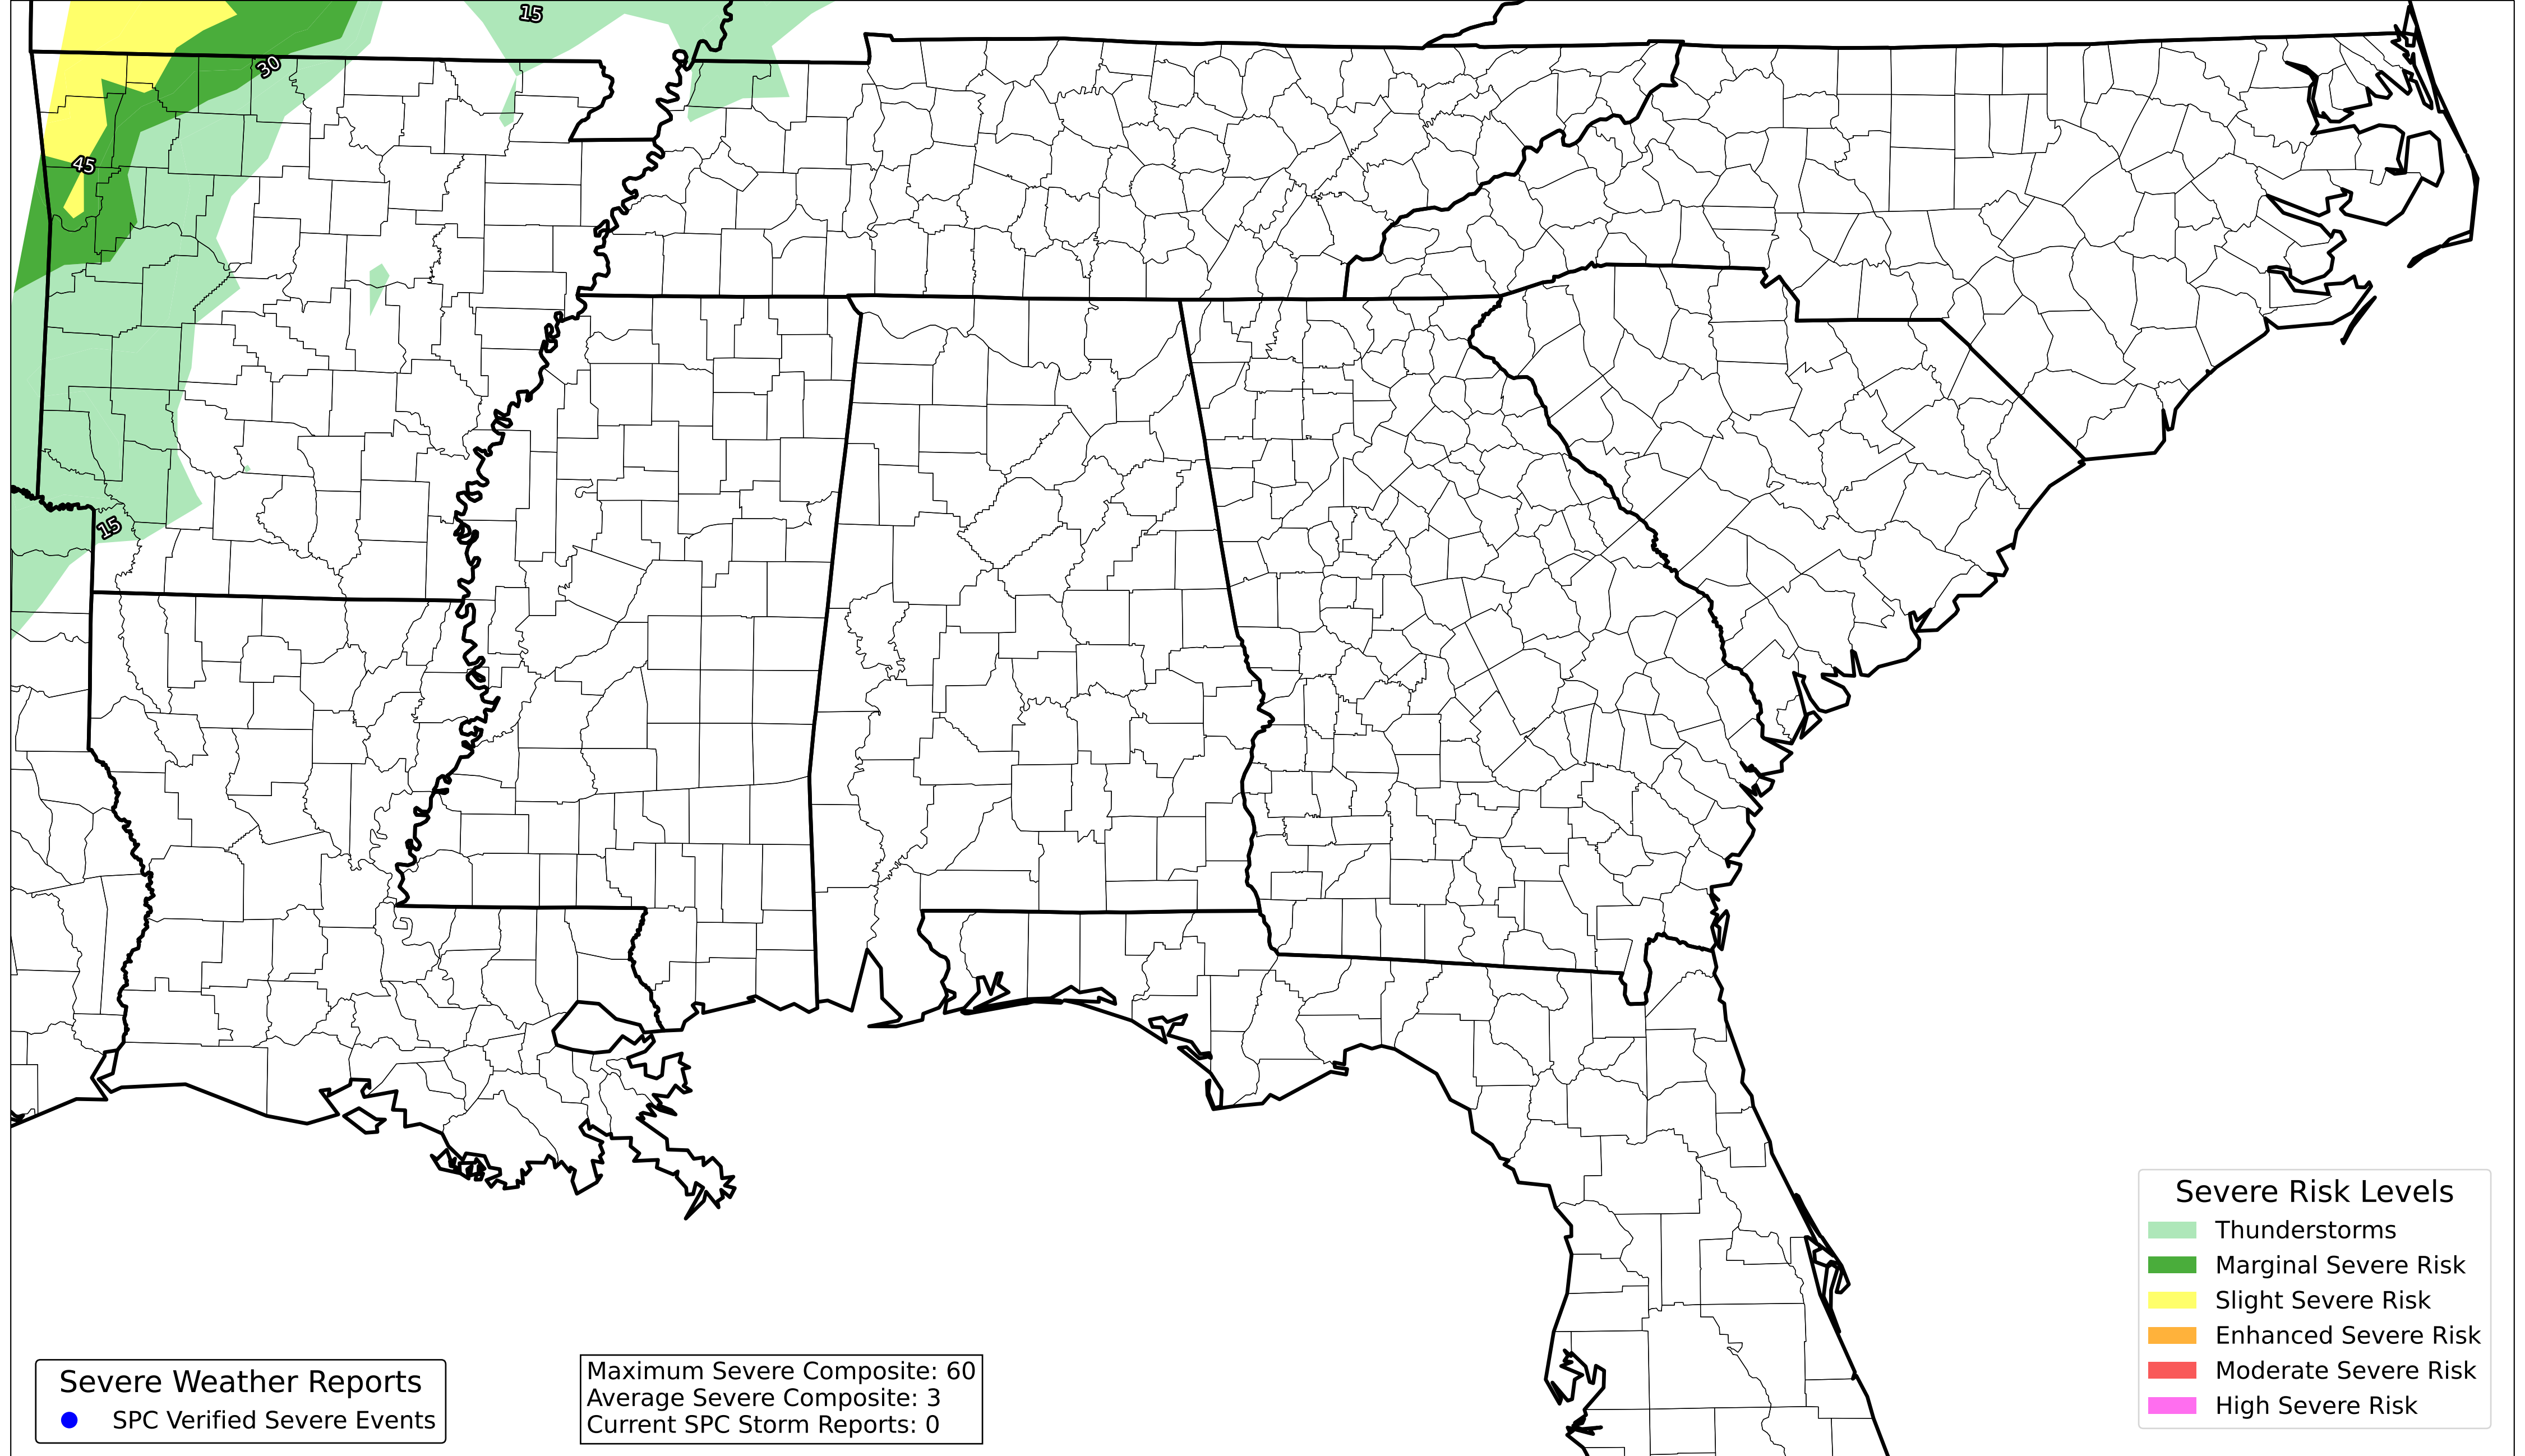 15
30
45
15
Severe Risk Levels
Thunderstorms
Marginal Severe Risk
Slight Severe Risk
Enhanced Severe Risk
Moderate Severe Risk
High Severe Risk
Severe Weather Reports
SPC Verified Severe Events
Maximum Severe Composite: 60
Average Severe Composite: 3
Current SPC Storm Reports: 0